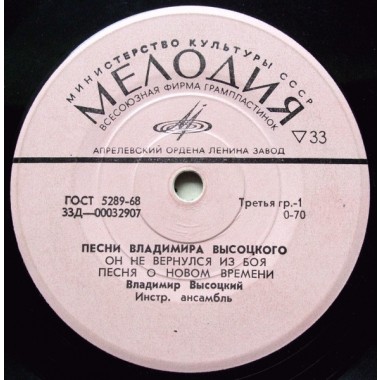 МИНИСТЕРСТВО КУЛЬТУРЫ СССР
МЕЛОДИЯ
ВСЕСОЮЗНАЯ ФИРМА ГРАМПЛАСТИНОК
АПРЕЛЕВСКИЙ ОРДЕНА ЛЕНИНА ЗАВОД
▽33
ГОСТ 5289-68
33Д—00032907
Третья гр.-1
0-70
ПЕСНИ ВЛАДИМИРА ВЫСОЦКОГО
ОН НЕ ВЕРНУЛСЯ ИЗ БОЯ
ПЕСНЯ О НОВОМ ВРЕМЕНИ
Владимир Высоцкий
Инстр. ансамбль